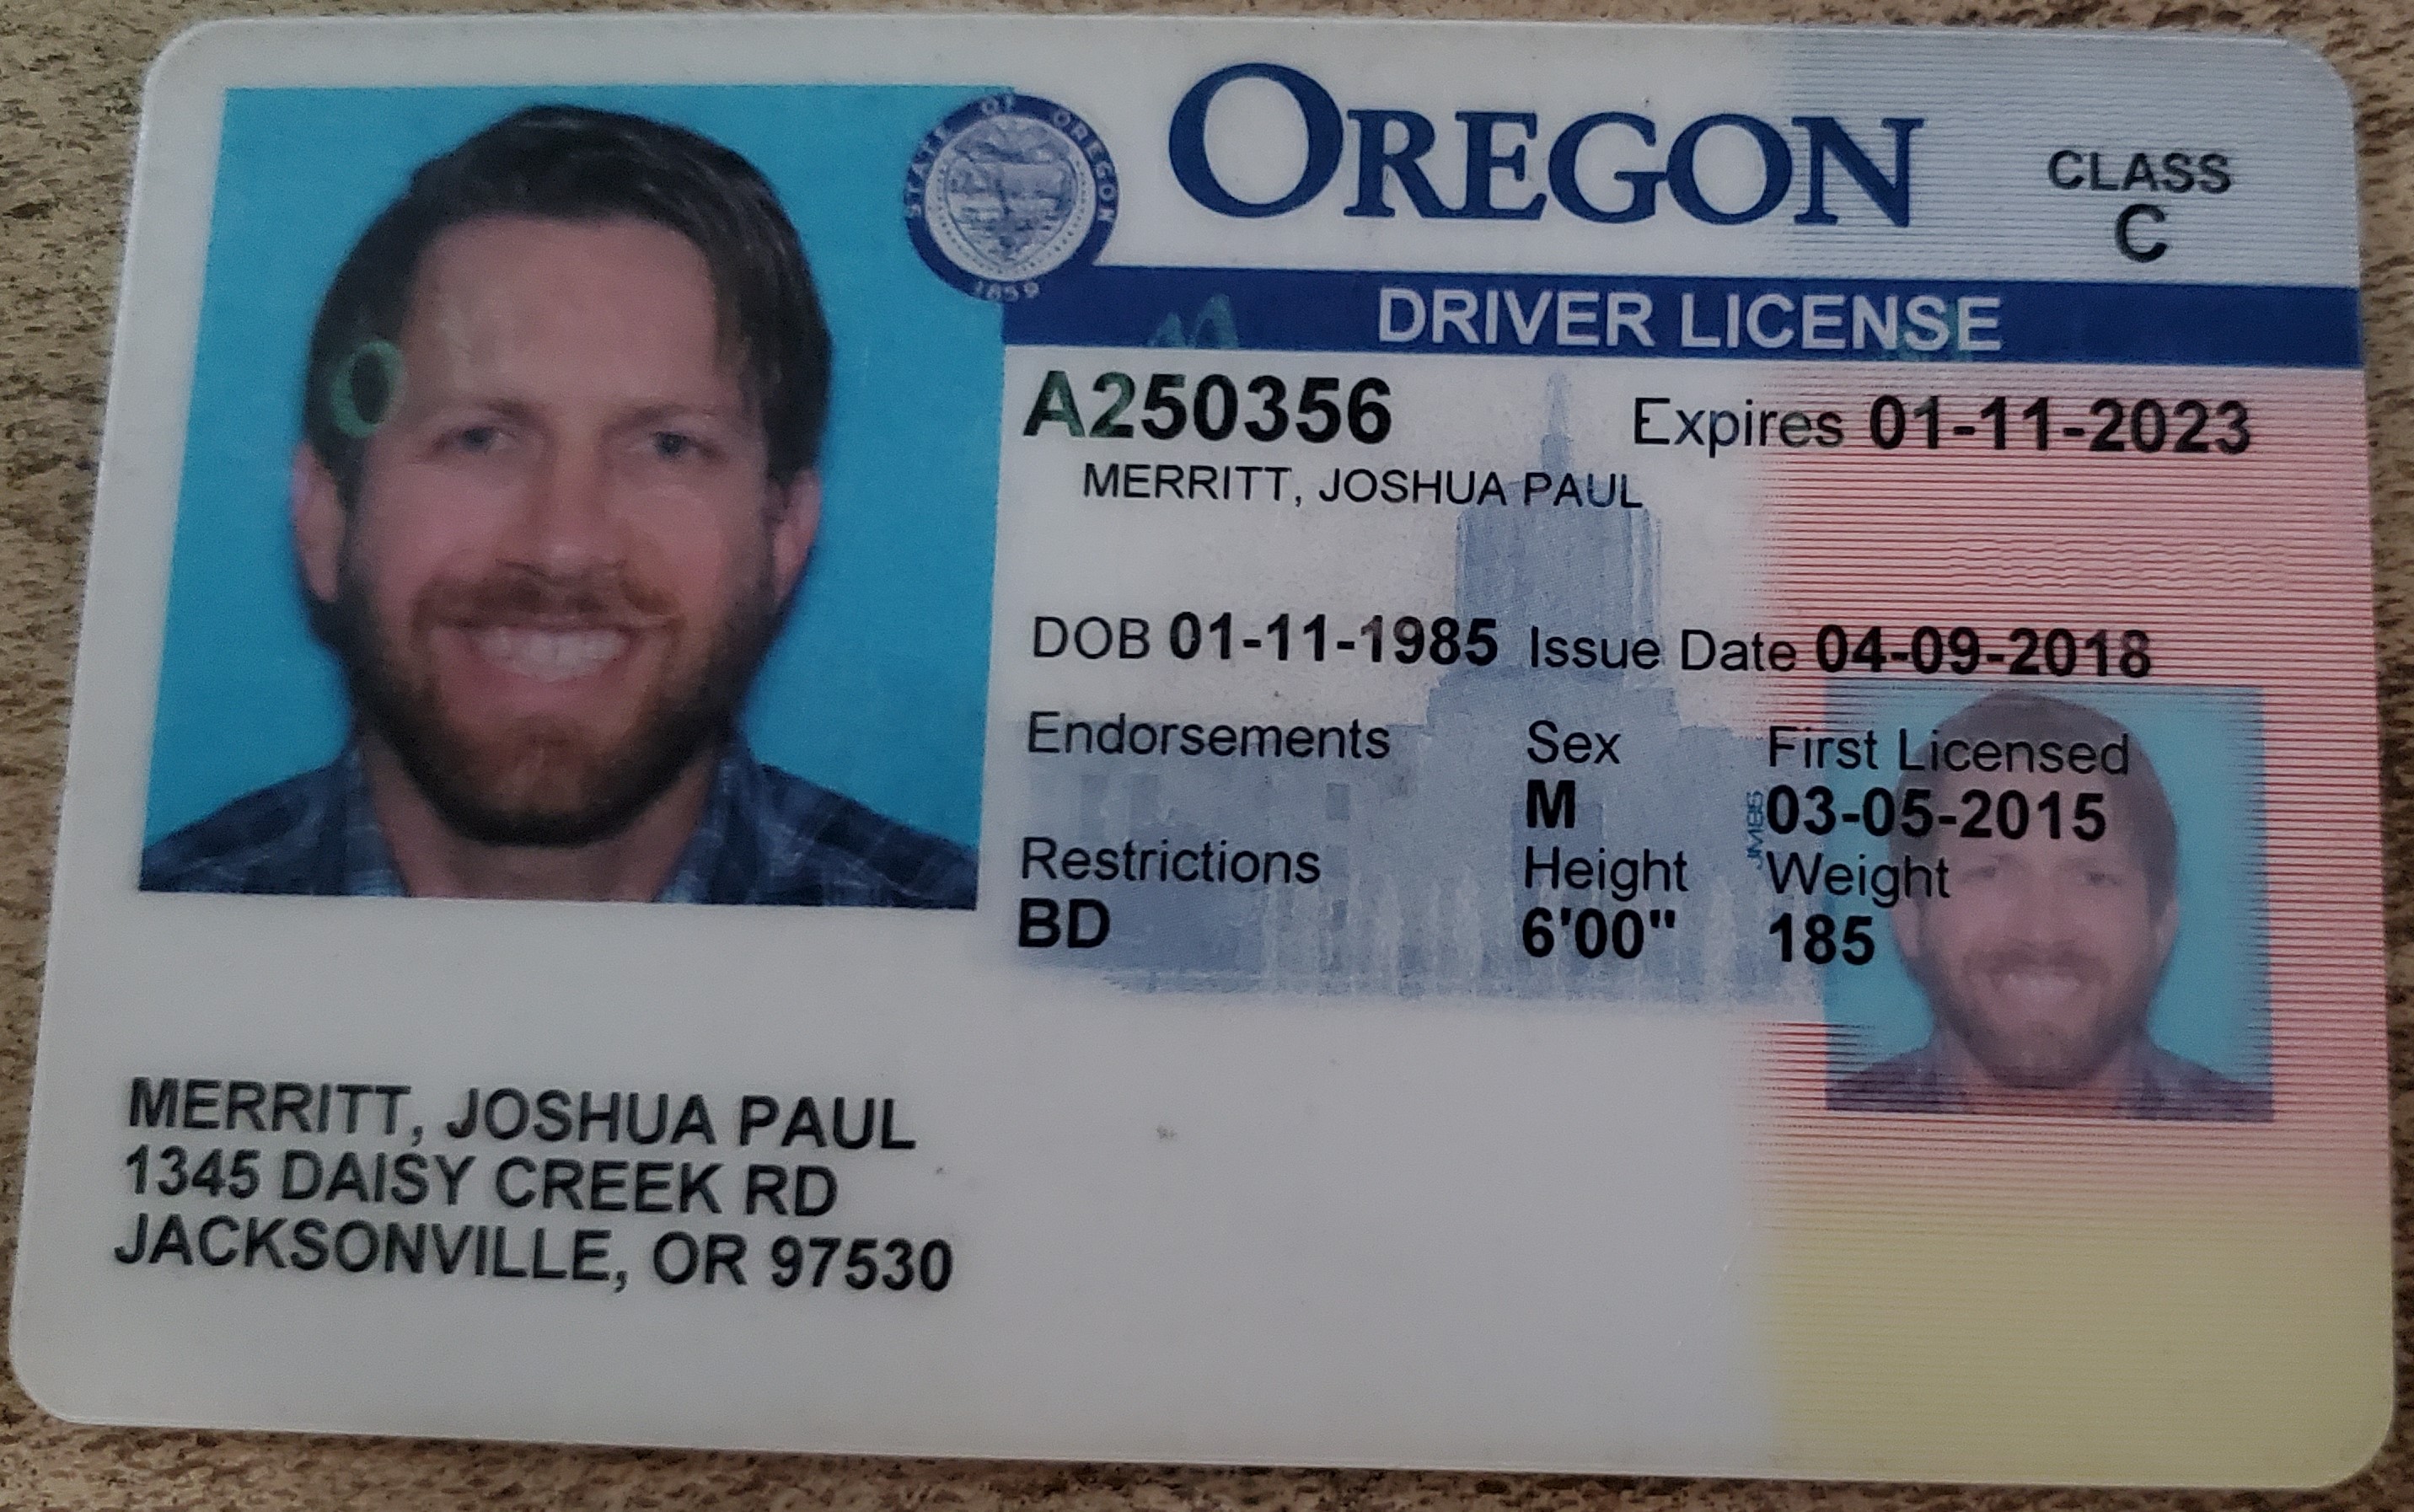 STATE OF OREGON
1859
OREGON
CLASS
C
DRIVER LICENSE
A250356
Expires 01-11-2023
MERRITT, JOSHUA PAUL
DOB 01-11-1985 Issue Date 04-09-2018
Endorsements Sex First Licensed
M 03-05-2015
Restrictions Height Weight
BD 6'00" 185
MERRITT, JOSHUA PAUL
1345 DAISY CREEK RD
JACKSONVILLE, OR 97530